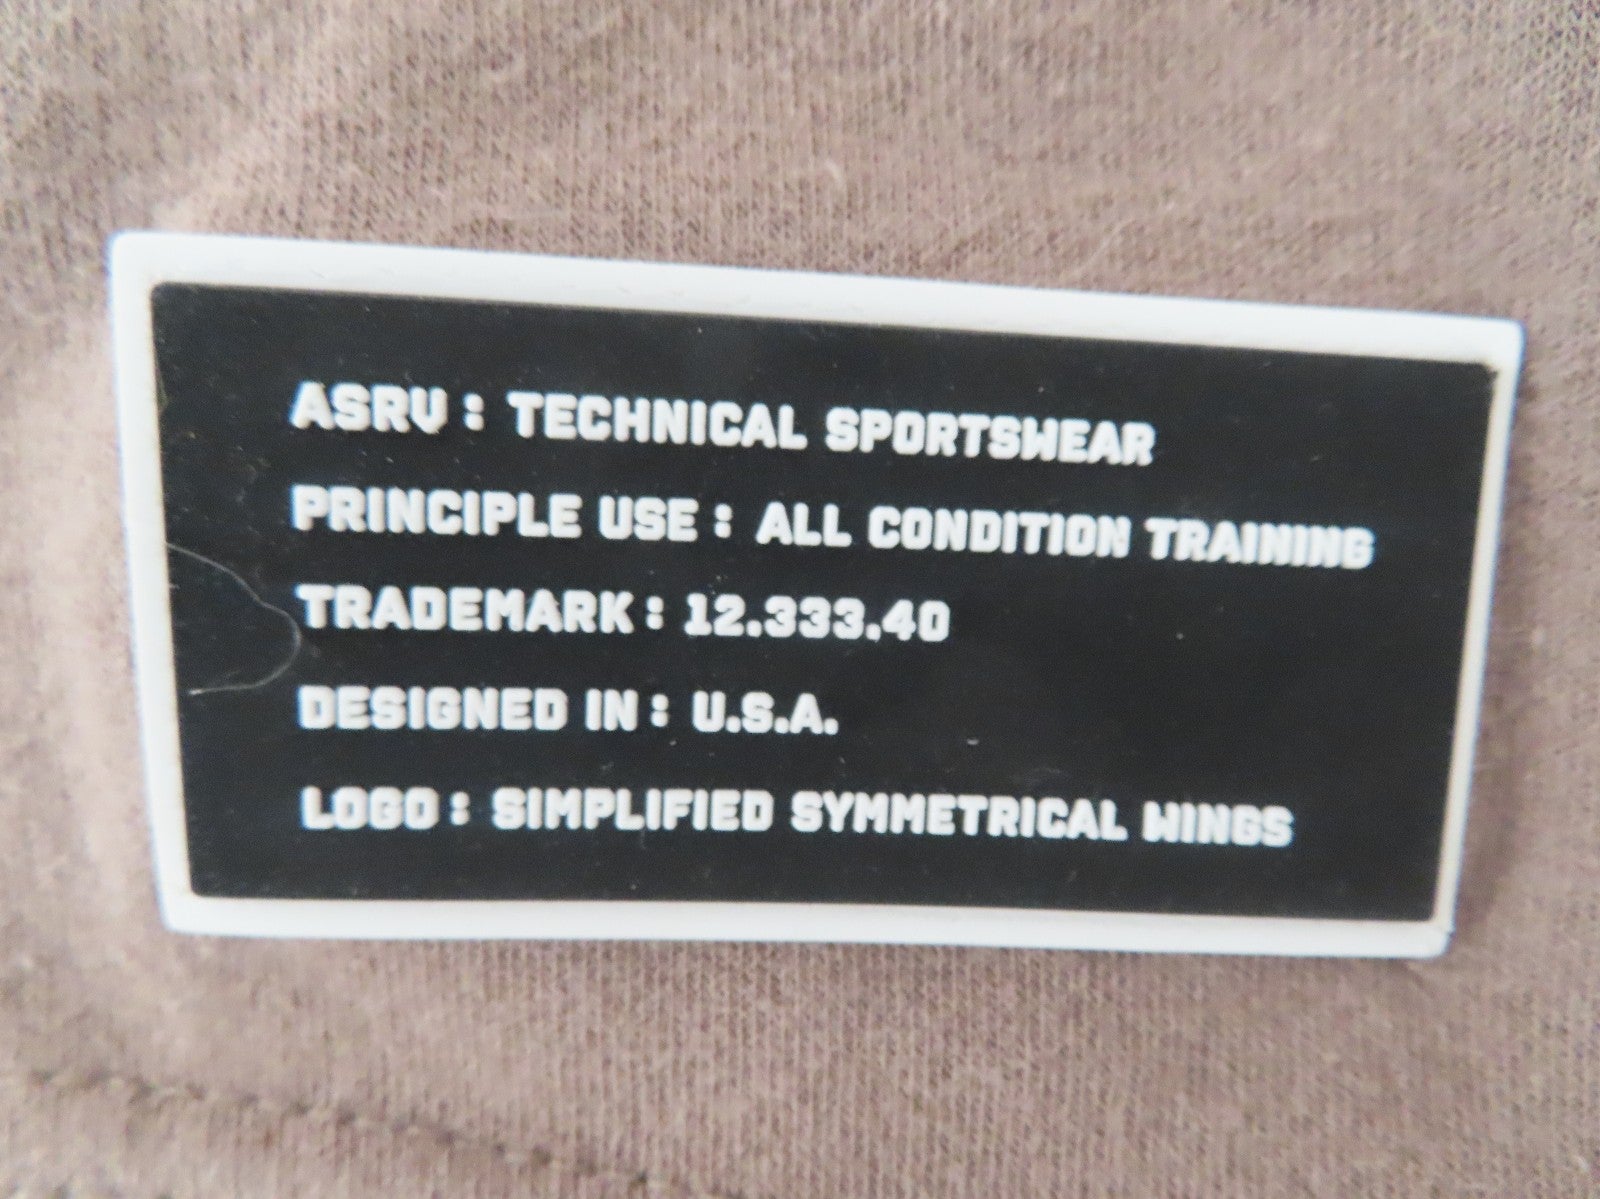 ASRV : TECHNICAL SPORTSWEAR
PRINCIPLE USE : ALL CONDITION TRAINING
TRADEMARK : 12.333.40
DESIGNED IN : U.S.A.
LOGO : SIMPLIFIED SYMMETRICAL WINGS